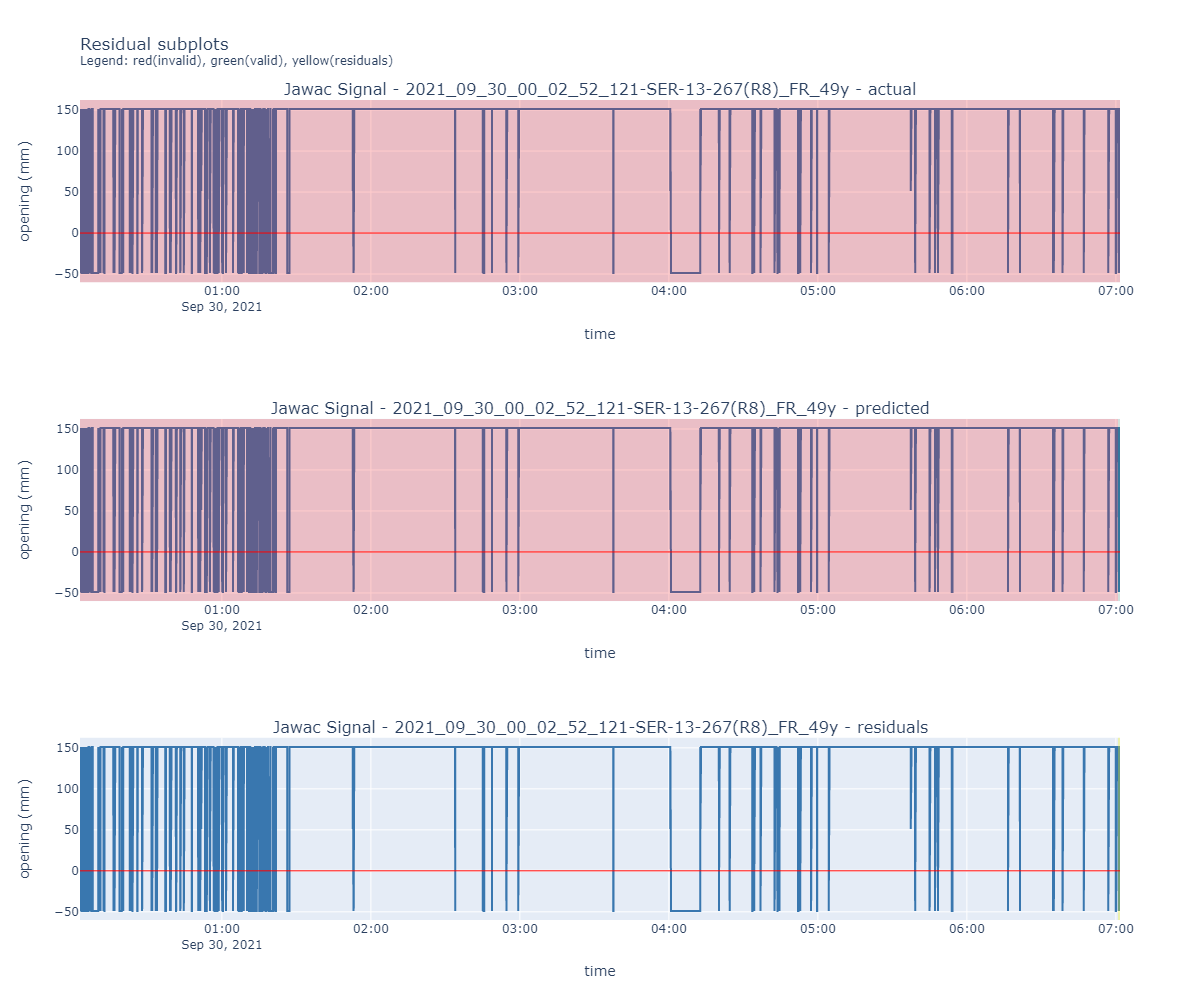 Residual subplots
Legend: red(invalid), green(valid), yellow(residuals)
Jawac Signal - 2021_09_30_00_02_52_121-SER-13-267(R8)_FR_49y - actual
opening (mm)
150
100
50
0
−50
01:00 02:00 03:00 04:00 05:00 06:00 07:00
Sep 30, 2021
time
Jawac Signal - 2021_09_30_00_02_52_121-SER-13-267(R8)_FR_49y - predicted
opening (mm)
150
100
50
0
−50
01:00 02:00 03:00 04:00 05:00 06:00 07:00
Sep 30, 2021
time
Jawac Signal - 2021_09_30_00_02_52_121-SER-13-267(R8)_FR_49y - residuals
opening (mm)
150
100
50
0
−50
01:00 02:00 03:00 04:00 05:00 06:00 07:00
Sep 30, 2021
time